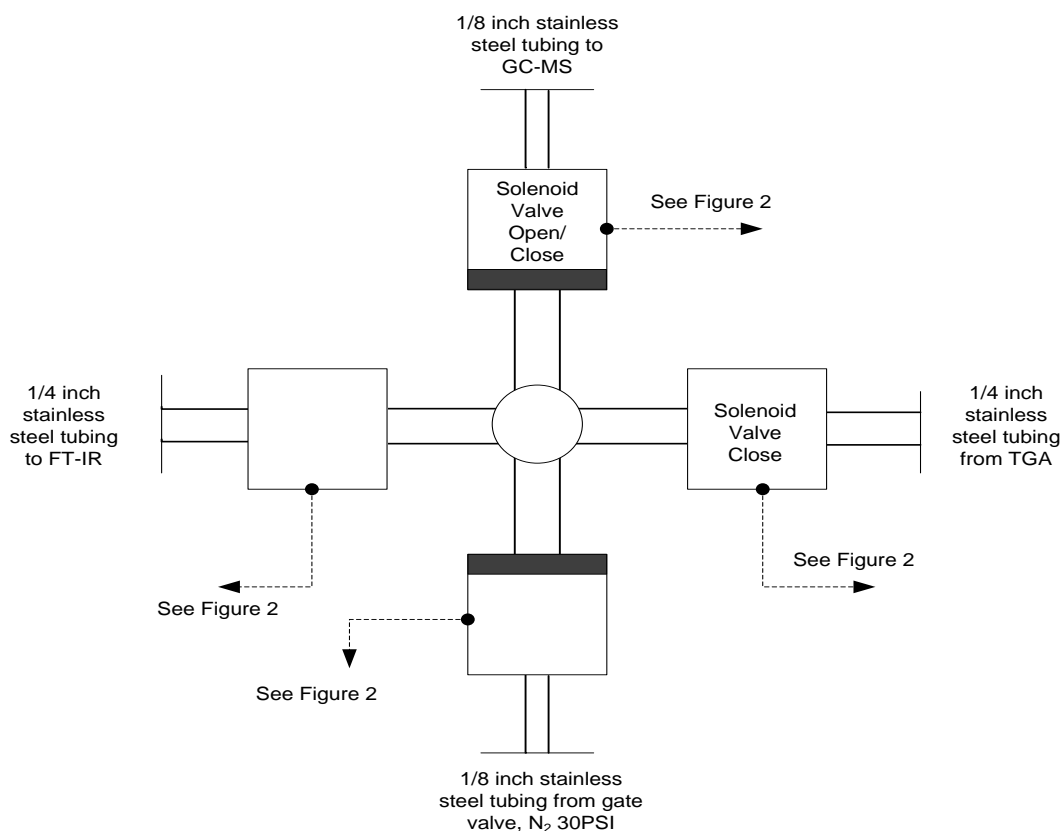 1/8 inch stainless
steel tubing to
GC-MS
Solenoid
Valve
Open/
Close
See Figure 2
1/4 inch
stainless
steel tubing
to FT-IR
Solenoid
Valve
Close
1/4 inch
stainless
steel tubing
from TGA
See Figure 2
See Figure 2
See Figure 2
1/8 inch stainless
steel tubing from gate
valve, N₂ 30PSI